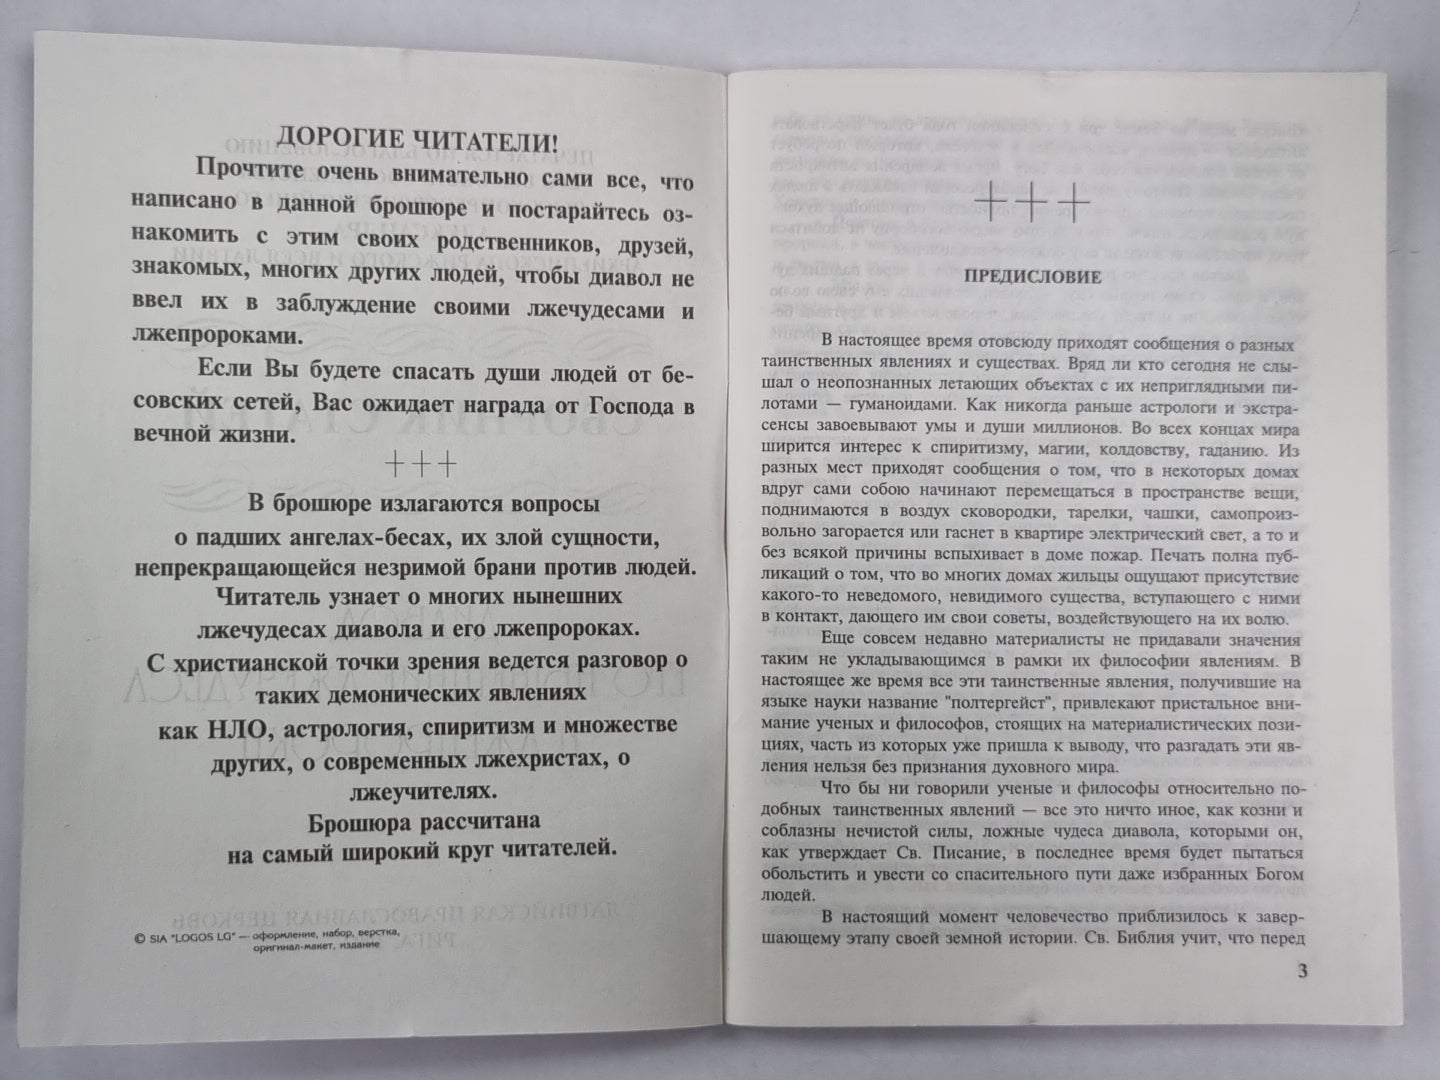 ДОРОГИЕ ЧИТАТЕЛИ!
Прочтите очень внимательно сами все, что
написано в данной брошюре и постарайтесь оз-
накомить с этим своих родственников, друзей,
знакомых, многих других людей, чтобы диавол не
ввел их в заблуждение своими лжечудесами и
лжепророками.
Если Вы будете спасать души людей от бе-
совских сетей, Вас ожидает награда от Господа в
вечной жизни.
+++
В брошюре излагаются вопросы
о падших ангелах-бесах, их злой сущности,
непрекращающейся незримой брани против людей.
Читатель узнает о многих нынешних
лжечудесах диавола и его лжепророках.
С христианской точки зрения ведется разговор о
таких демонических явлениях
как НЛО, астрология, спиритизм и множестве
других, о современных лжехристах, о
лжеучителях.
Брошюра рассчитана
на самый широкий круг читателей.
© SIA "LOGOS LG" — оформление, набор, верстка,
оригинал-макет, издание
+++
ПРЕДИСЛОВИЕ
В настоящее время отовсюду приходят сообщения о разных
таинственных явлениях и существах. Вряд ли кто сегодня не слы-
шал о неопознанных летающих объектах с их неприглядными пи-
лотами — гуманоидами. Как никогда раньше астрологи и экстра-
сенсы завоевывают умы и души миллионов. Во всех концах мира
ширится интерес к спиритизму, магии, колдовству, гаданию. Из
разных мест приходят сообщения о том, что в некоторых домах
вдруг сами собою начинают перемещаться в пространстве вещи,
поднимаются в воздух сковородки, тарелки, чашки, самопроиз-
вольно загорается или гаснет в квартире электрический свет, а то и
без всякой причины вспыхивает в доме пожар. Печать полна пуб-
ликаций о том, что во многих домах жильцы ощущают присутствие
какого-то неведомого, невидимого существа, вступающего с ними
в контакт, дающего им свои советы, воздействующего на их волю.
Еще совсем недавно материалисты не придавали значения
таким не укладывающимся в рамки их философии явлениям. В
настоящее же время все эти таинственные явления, получившие на
языке науки название "полтергейст", привлекают пристальное вни-
мание ученых и философов, стоящих на материалистических пози-
циях, часть из которых уже пришла к выводу, что разгадать эти яв-
ления нельзя без признания духовного мира.
Что бы ни говорили ученые и философы относительно по-
добных таинственных явлений — все это ничто иное, как козни и
соблазны нечистой силы, ложные чудеса диавола, которыми он,
как утверждает Св. Писание, в последнее время будет пытаться
обольстить и увести со спасительного пути даже избранных Богом
людей.
В настоящий момент человечество приблизилось к завер-
шающему этапу своей земной истории. Св. Библия учит, что перед
3